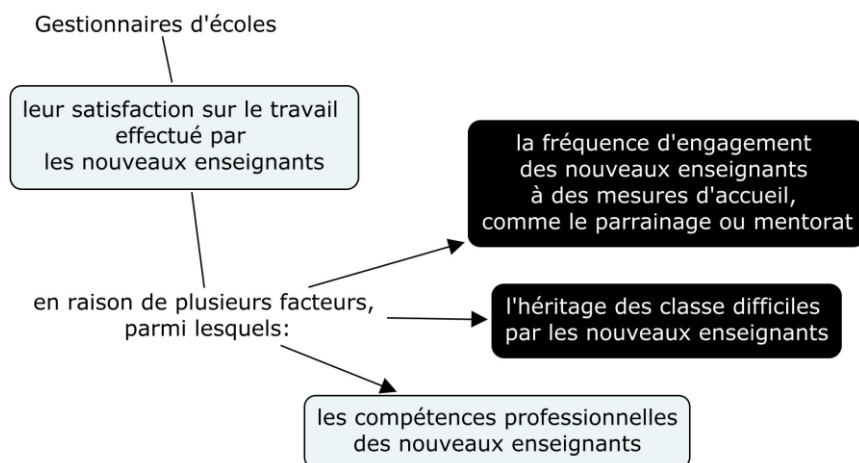 Gestionnaires d'écoles
leur satisfaction sur le travail
effectué par
les nouveaux enseignants
la fréquence d'engagement
des nouveaux enseignants
à des mesures d'accueil,
comme le parrainage ou mentorat
en raison de plusieurs facteurs,
parmi lesquels:
l'héritage des classe difficiles
par les nouveaux enseignants
les compétences professionnelles
des nouveaux enseignants